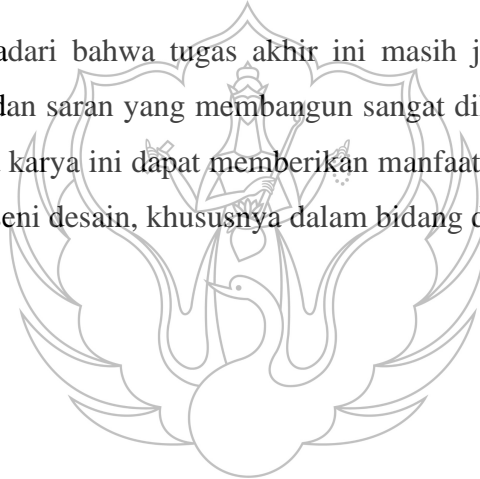 adari bahwa tugas akhir ini masih j
dan saran yang membangun sangat di
karya ini dapat memberikan manfaat
seni desain, khususnya dalam bidang d